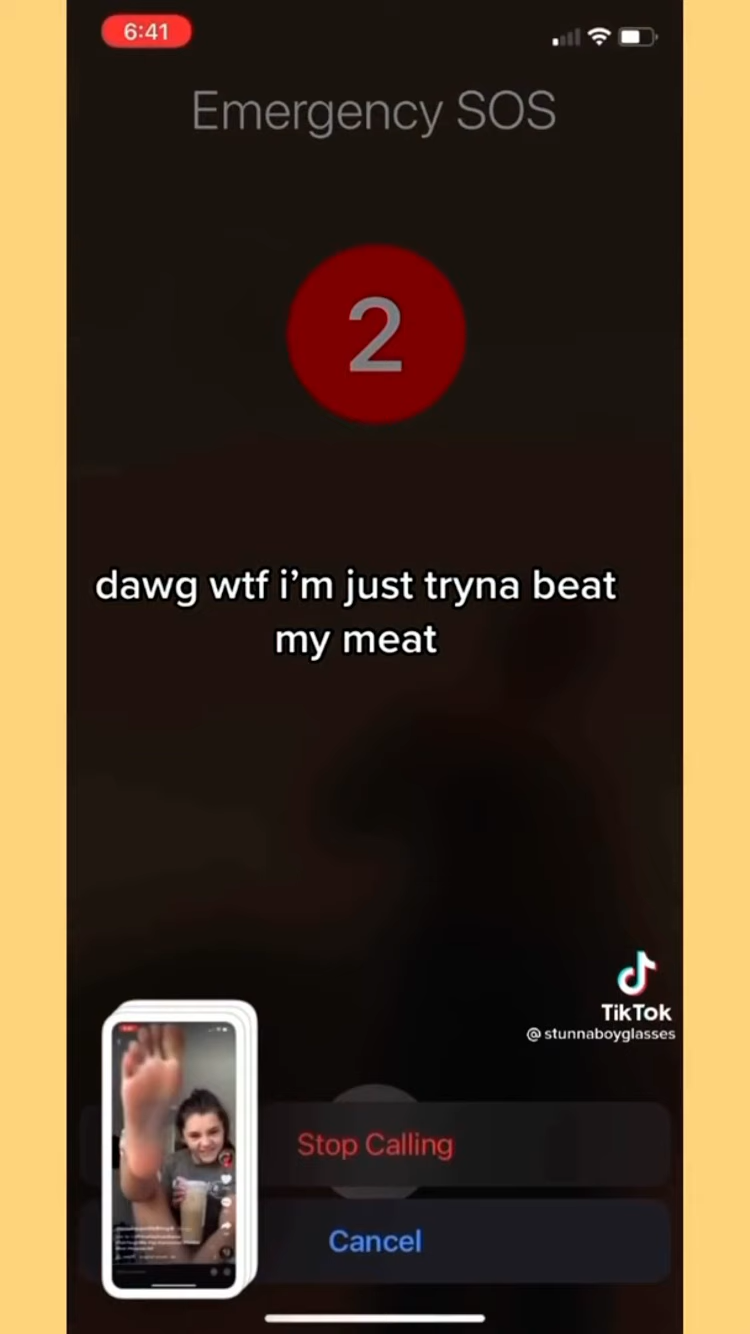 6:41
Emergency SOS
2
dawg wtf i’m just tryna beat
my meat
TikTok
@stunnaboyglasses
Stop Calling
Cancel